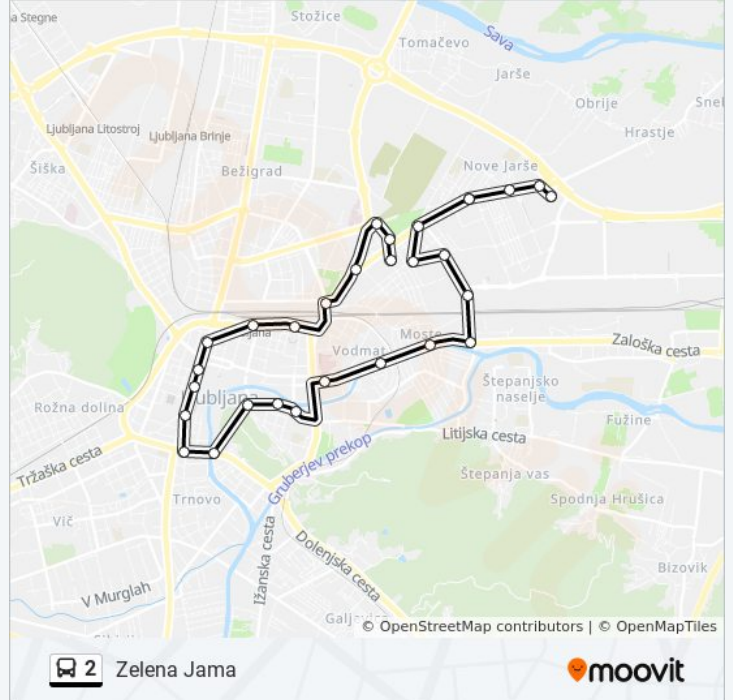 a Stegne
Stožice
Tomačevo
Sava
Jarše
Obrije
Snel
Hrastje
Ljubljana Litostroj
Ljubljana Brinje
Šiška
Bežigrad
Nove Jarše
Moste
Zaloška cesta
Vodmat
Štepanjsko
naselje
Rožna dolina
Fužine
Litijska cesta
Tržaška cesta
Gruberjev prekop
Štepanja vas
Trnovo
Spodnja Hrušica
Vič
Ižanska cesta
Dolenjska cesta
Bizovik
V Murglah
© OpenStreetMap contributors | © OpenMapTiles
2 Zelena Jama
moovit